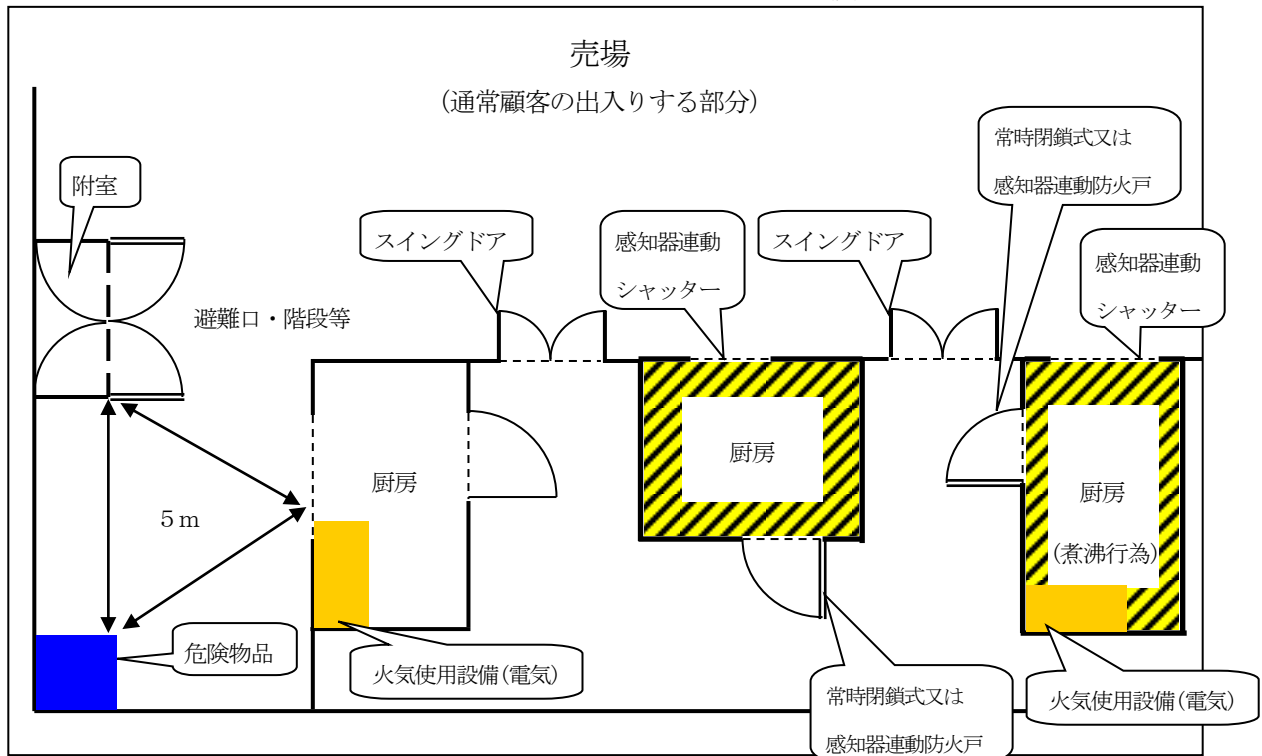 売場
(通常顧客の出入りする部分)
常時閉鎖式又は
感知器連動防火戸
附室
スイングドア
感知器連動
シャッター
スイングドア
感知器連動
シャッター
避難口・階段等
厨房
厨房
厨房
(煮沸行為)
5m
危険物品
火気使用設備(電気)
常時閉鎖式又は
感知器連動防火戸
火気使用設備(電気)